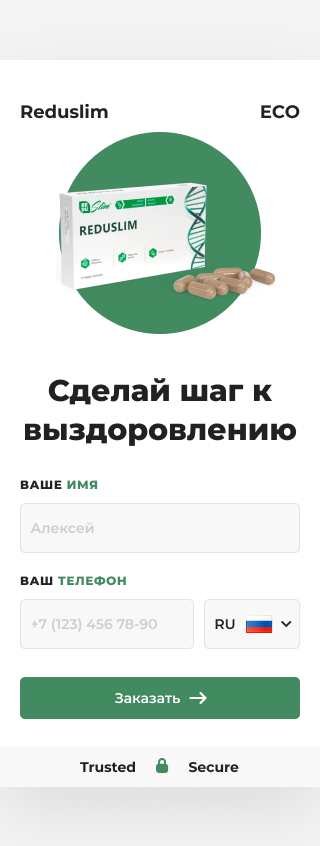 Reduslim
ECO
Slim
REDUSLIM
Сделай шаг к
выздоровлению
ВАШЕ ИМЯ
Алексей
ВАШ ТЕЛЕФОН
+7 (123) 456 78-90
RU
Заказать
Trusted
Secure